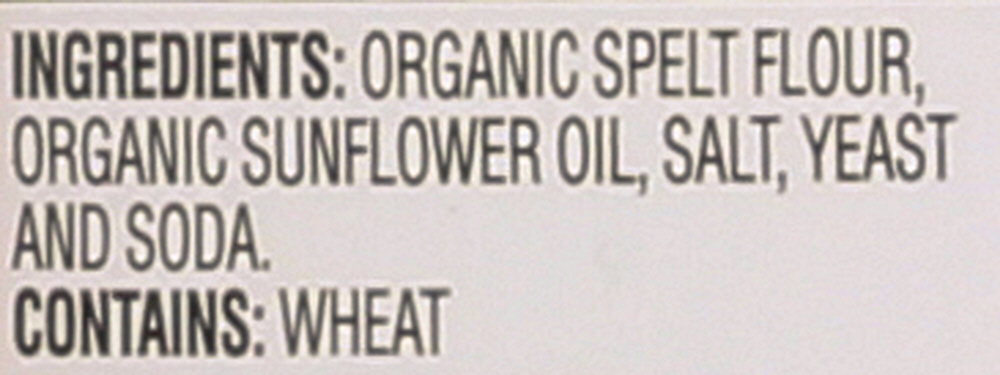 INGREDIENTS: ORGANIC SPELT FLOUR,
ORGANIC SUNFLOWER OIL, SALT, YEAST
AND SODA.
CONTAINS: WHEAT